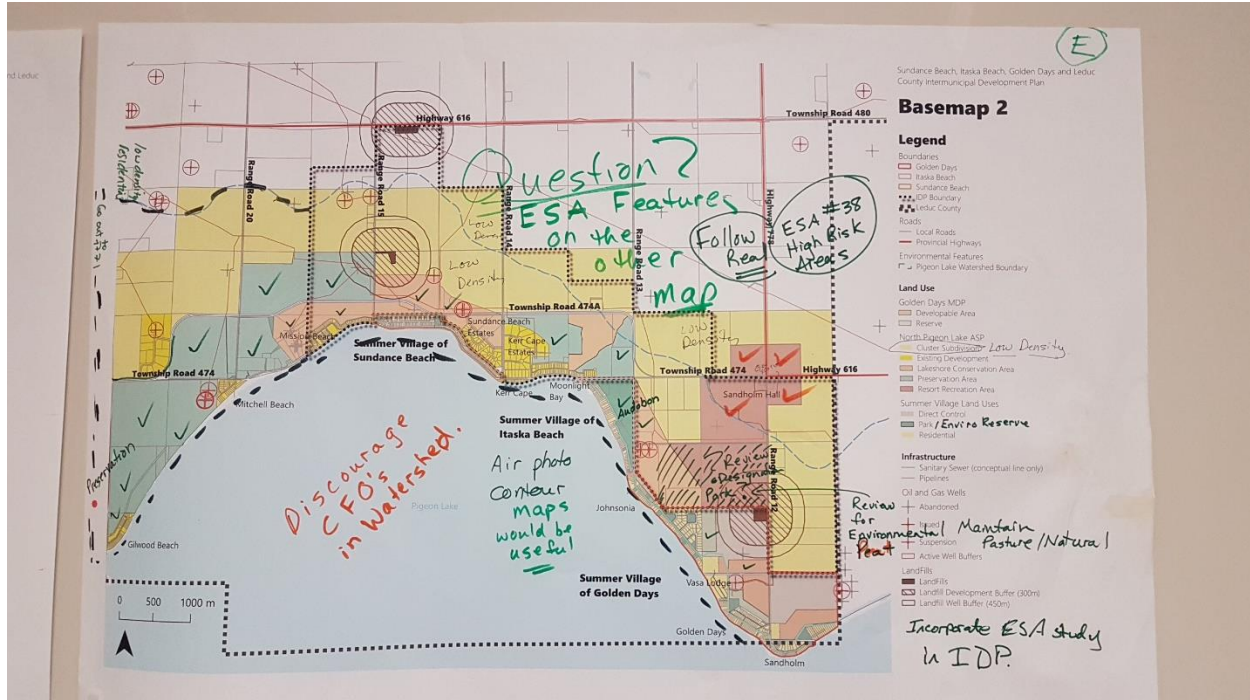 E
nd Leduc
Sundance Beach, Itaska Beach, Golden Days and Leduc
County Intermunicipal Development Plan
Basemap 2
Legend
Boundaries
Golden Days
Itaska Beach
Sundance Beach
IDP Boundary
Leduc County
Roads
Local Roads
Provincial Highways
Environmental Features
Pigeon Lake Watershed Boundary
Land Use
Golden Days MDP
Developable Area
Reserve
North Pigeon Lake ASP
Cluster Subdivision - Low Density
Existing Development
Lakeshore Conservation Area
Preservation Area
Resort Recreation Area
Summer Village Land Uses
Direct Control
Park / Enviro Reserve
Residential
Infrastructure
Sanitary Sewer (conceptual line only)
Pipelines
Oil and Gas Wells
Abandoned
Issued
Suspension
Active Well Buffers
LandFills
LandFills
Landfill Development Buffer (300m)
Landfill Well Buffer (450m)
Maintain
Pasture / Natural
Incorporate ESA study
in IDP.
Highway 616
Township Road 480
low density
residential
Go out to
Range Road 20
Range Road 15
Range Road 14
Range Road 13
Highway 778
Question?
ESA Features
on the
other
map
Follow
Real
ESA #38
High Risk
Areas
Low
Density
Township Road 474A
Low
Density
Mission Beach
Summer Village of
Sundance Beach
Sundance Beach
Estates
Kerr Cape
Estates
Township Road 474
Township Road 474
Highway 616
Mitchell Beach
Kerr Cape
Moonlight
Bay
Audobon
Sandholm Hall
Summer Village of
Itaska Beach
Preservation
Discourage
CFO's
in Watershed.
Pigeon Lake
Air photo
contour
maps
would be
useful
Review
Designate
Park?
Range Road 12
Review
for
Environmental
Peat
Johnsonia
Gilwood Beach
Summer Village
of Golden Days
Vasa Lodge
Golden Days
Sandholm
0 500 1000 m